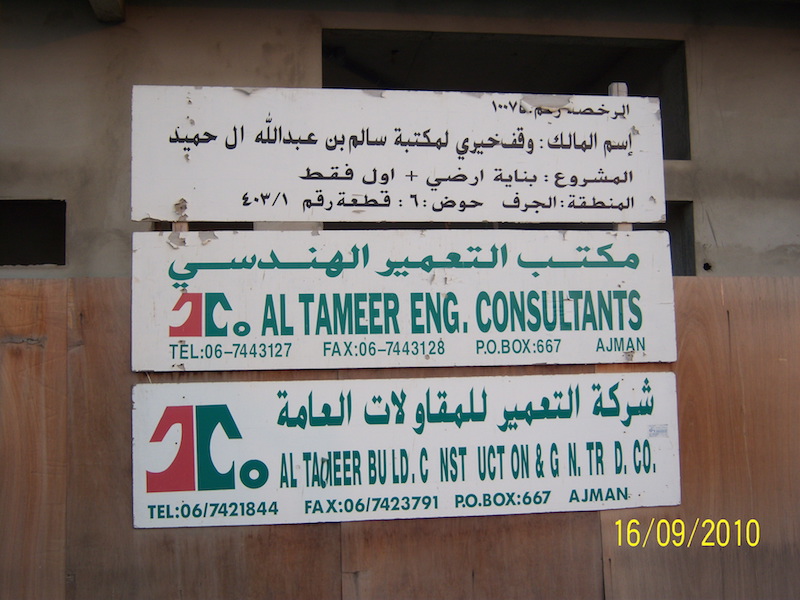 الرخصة رقم: ١٠٠٧٥
إسم المالك: وقف خيري لمكتبة سالم بن عبدالله ال حميد
المشروع: بناية ارضي + اول فقط
المنطقة: الجرف حوض: ٦: قطعة رقم ٤٠٣/١
مكتب التعمير الهندسي
AL TAMEER ENG. CONSULTANTS
TEL:06-7443127 FAX:06-7443128 P.O.BOX:667 AJMAN
شركة التعمير للمقاولات العامة
AL TAMEER BU LD. C NST UCT ON & G N. TR D. CO.
TEL:06/7421844 FAX:06/7423791 P.O.BOX:667 AJMAN
16/09/2010